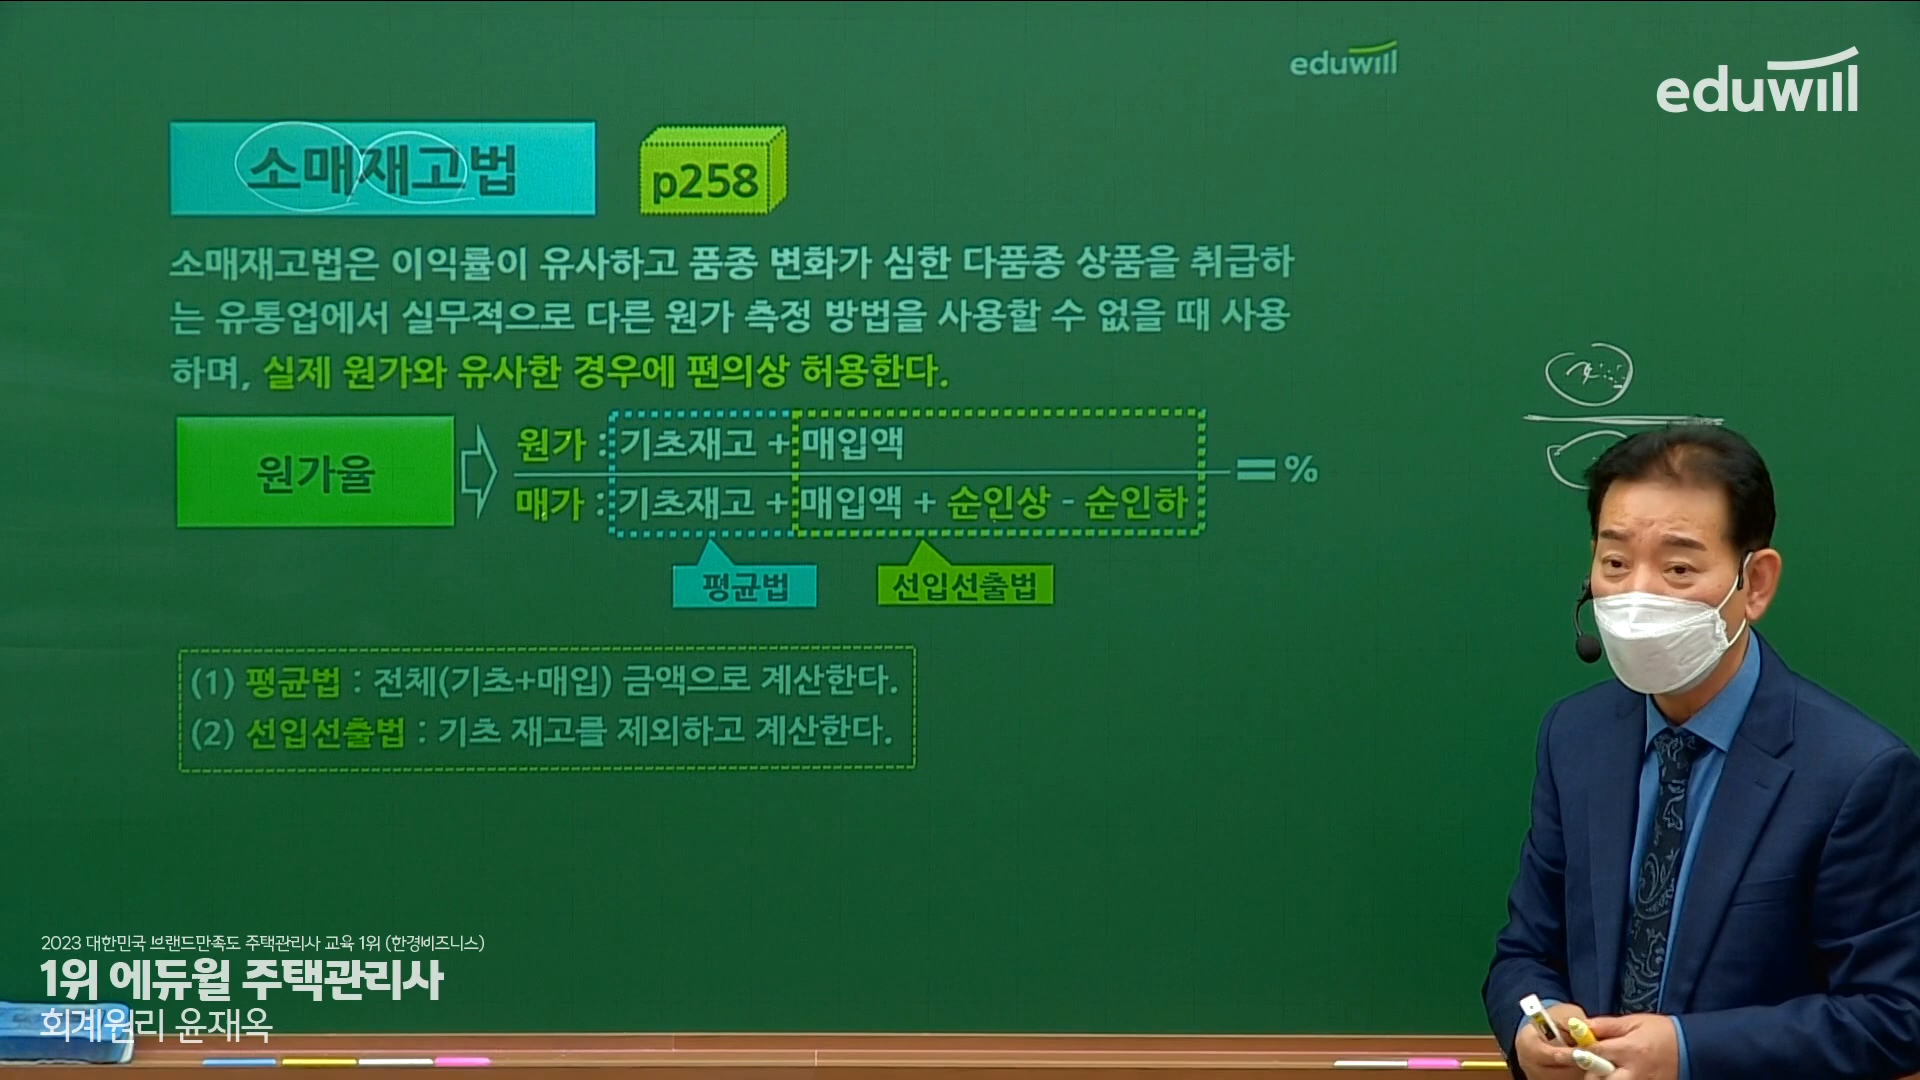 eduwill
eduwill
소매재고법
p258
소매재고법은 이익률이 유사하고 품종 변화가 심한 다품종 상품을 취급하
는 유통업에서 실무적으로 다른 원가 측정 방법을 사용할 수 없을 때 사용
하며, 실제 원가와 유사한 경우에 편의상 허용한다.
원가율
원가 : 기초재고 + 매입액
매가 : 기초재고 + 매입액 + 순인상 - 순인하
= %
평균법
선입선출법
(1) 평균법 : 전체(기초+매입) 금액으로 계산한다.
(2) 선입선출법 : 기초 재고를 제외하고 계산한다.
2023 대한민국 브랜드만족도 주택관리사 교육 1위 (한경비즈니스)
1위 에듀윌 주택관리사
회계원리 윤재옥